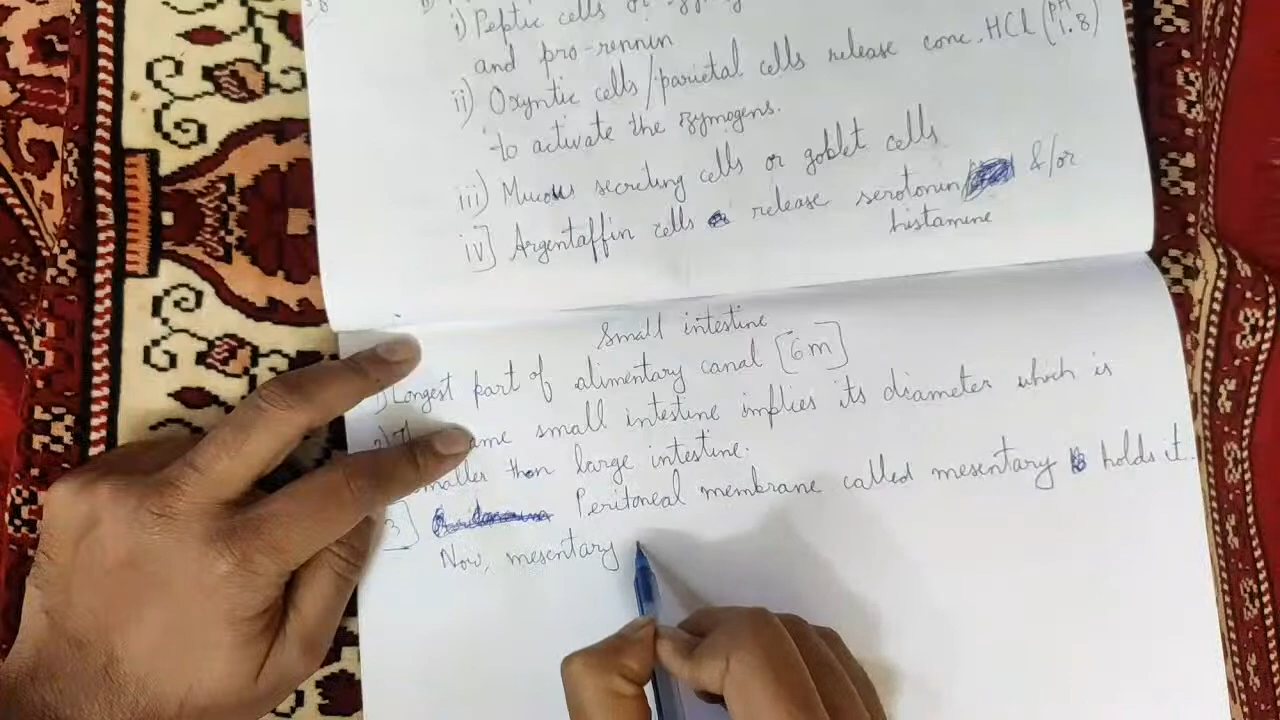 i) Peptic cells or
and pro-rennin
ii) Oxyntic cells/parietal cells release conc. HCl (pH 1.8)
to activate the zymogens.
iii) Mucous secreting cells or goblet cells
iv] Argentaffin cells release serotonin &/or
histamine
Small intestine
1) Longest part of alimentary canal [6m]
2) small intestine implies its diameter which is
smaller than large intestine.
3] Peritoneal membrane called mesentary holds it.
Now, mesentary